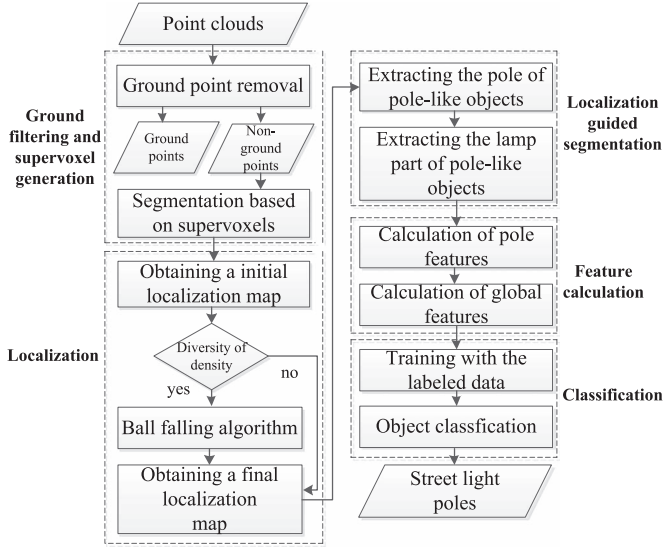 Point clouds
Ground point removal
Ground
points
Non-
ground
points
Segmentation based
on supervoxels
Ground
filtering and
supervoxel
generation
Obtaining a initial
localization map
Diversity of
density
yes
no
Ball falling algorithm
Obtaining a final
localization
map
Localization
Extracting the pole of
pole-like objects
Extracting the lamp
part of pole-like
objects
Localization
guided
segmentation
Calculation of pole
features
Calculation of global
features
Feature
calculation
Training with the
labeled data
Object classfication
Classification
Street light
poles